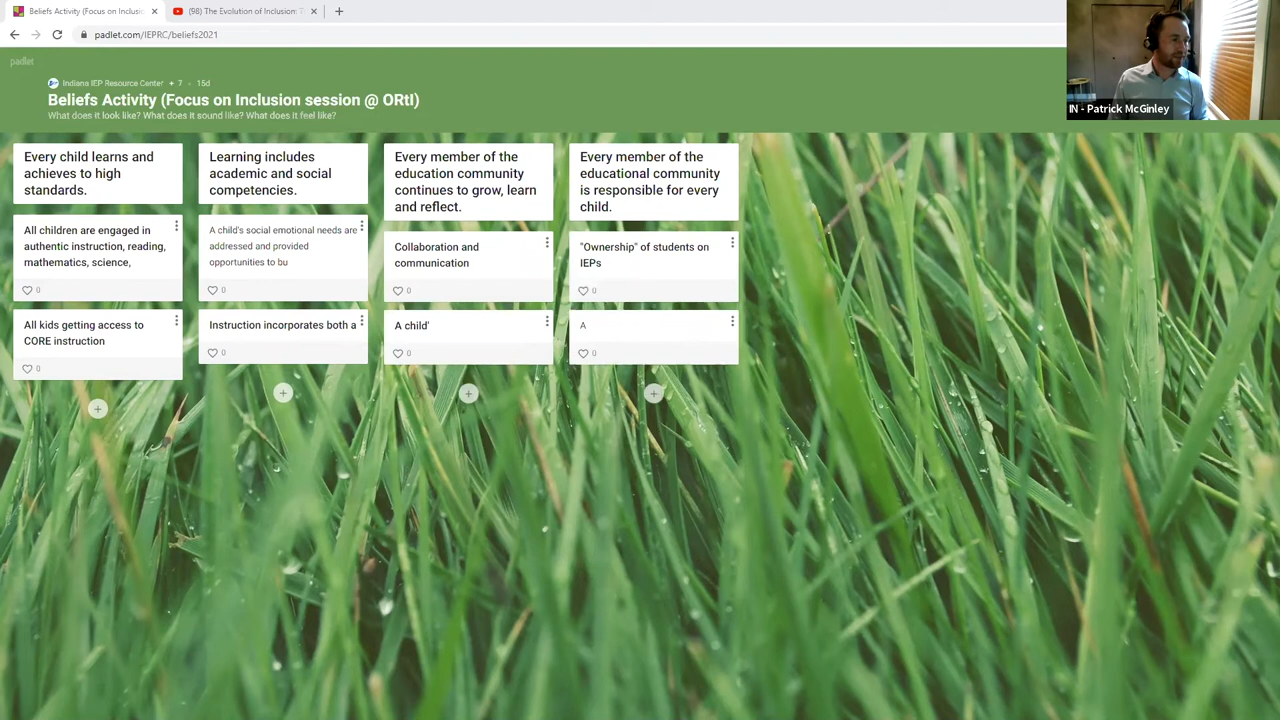 Beliefs Activity (Focus on Inclusi
(98) The Evolution of Inclusion: T
padlet.com/IEPRC/beliefs2021
padlet
Indiana IEP Resource Center + 7 · 15d
Beliefs Activity (Focus on Inclusion session @ ORtI)
What does it look like? What does it sound like? What does it feel like?
IN - Patrick McGinley
Every child learns and
achieves to high
standards.
All children are engaged in
authentic instruction, reading,
mathematics, science,
0
All kids getting access to
CORE instruction
0
Learning includes
academic and social
competencies.
A child's social emotional needs are
addressed and provided
opportunities to bu
0
Instruction incorporates both a
0
Every member of the
education community
continues to grow, learn
and reflect.
Collaboration and
communication
0
A child'
0
Every member of the
educational community
is responsible for every
child.
"Ownership" of students on
IEPs
0
A
0